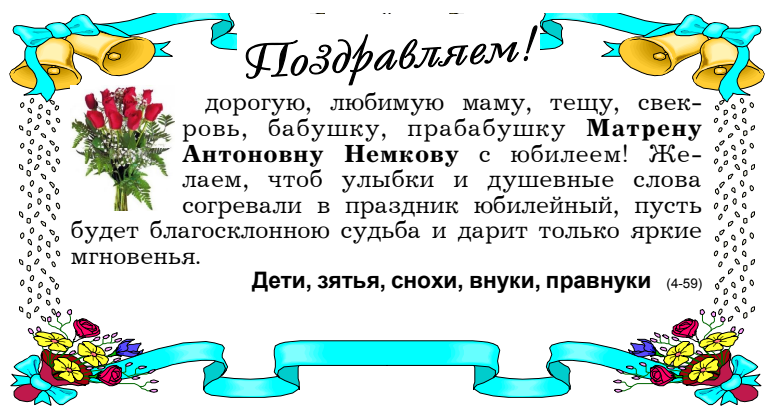 Поздравляем!
дорогую, любимую маму, тещу, свек-
ровь, бабушку, прабабушку Матрену
Антоновну Немкову с юбилеем! Же-
лаем, чтоб улыбки и душевные слова
согревали в праздник юбилейный, пусть
будет благосклонною судьба и дарит только яркие
мгновенья.
Дети, зятья, снохи, внуки, правнуки (4-59)